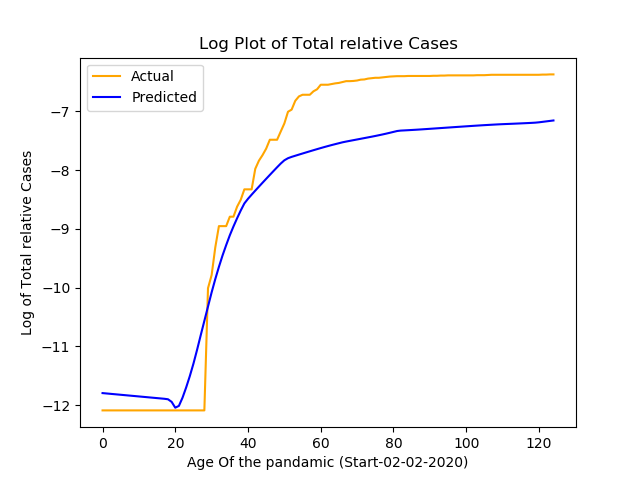 Log Plot of Total relative Cases
Actual
Predicted
−7
−8
−9
−10
−11
−12
Log of Total relative Cases
0 20 40 60 80 100 120
Age Of the pandamic (Start-02-02-2020)